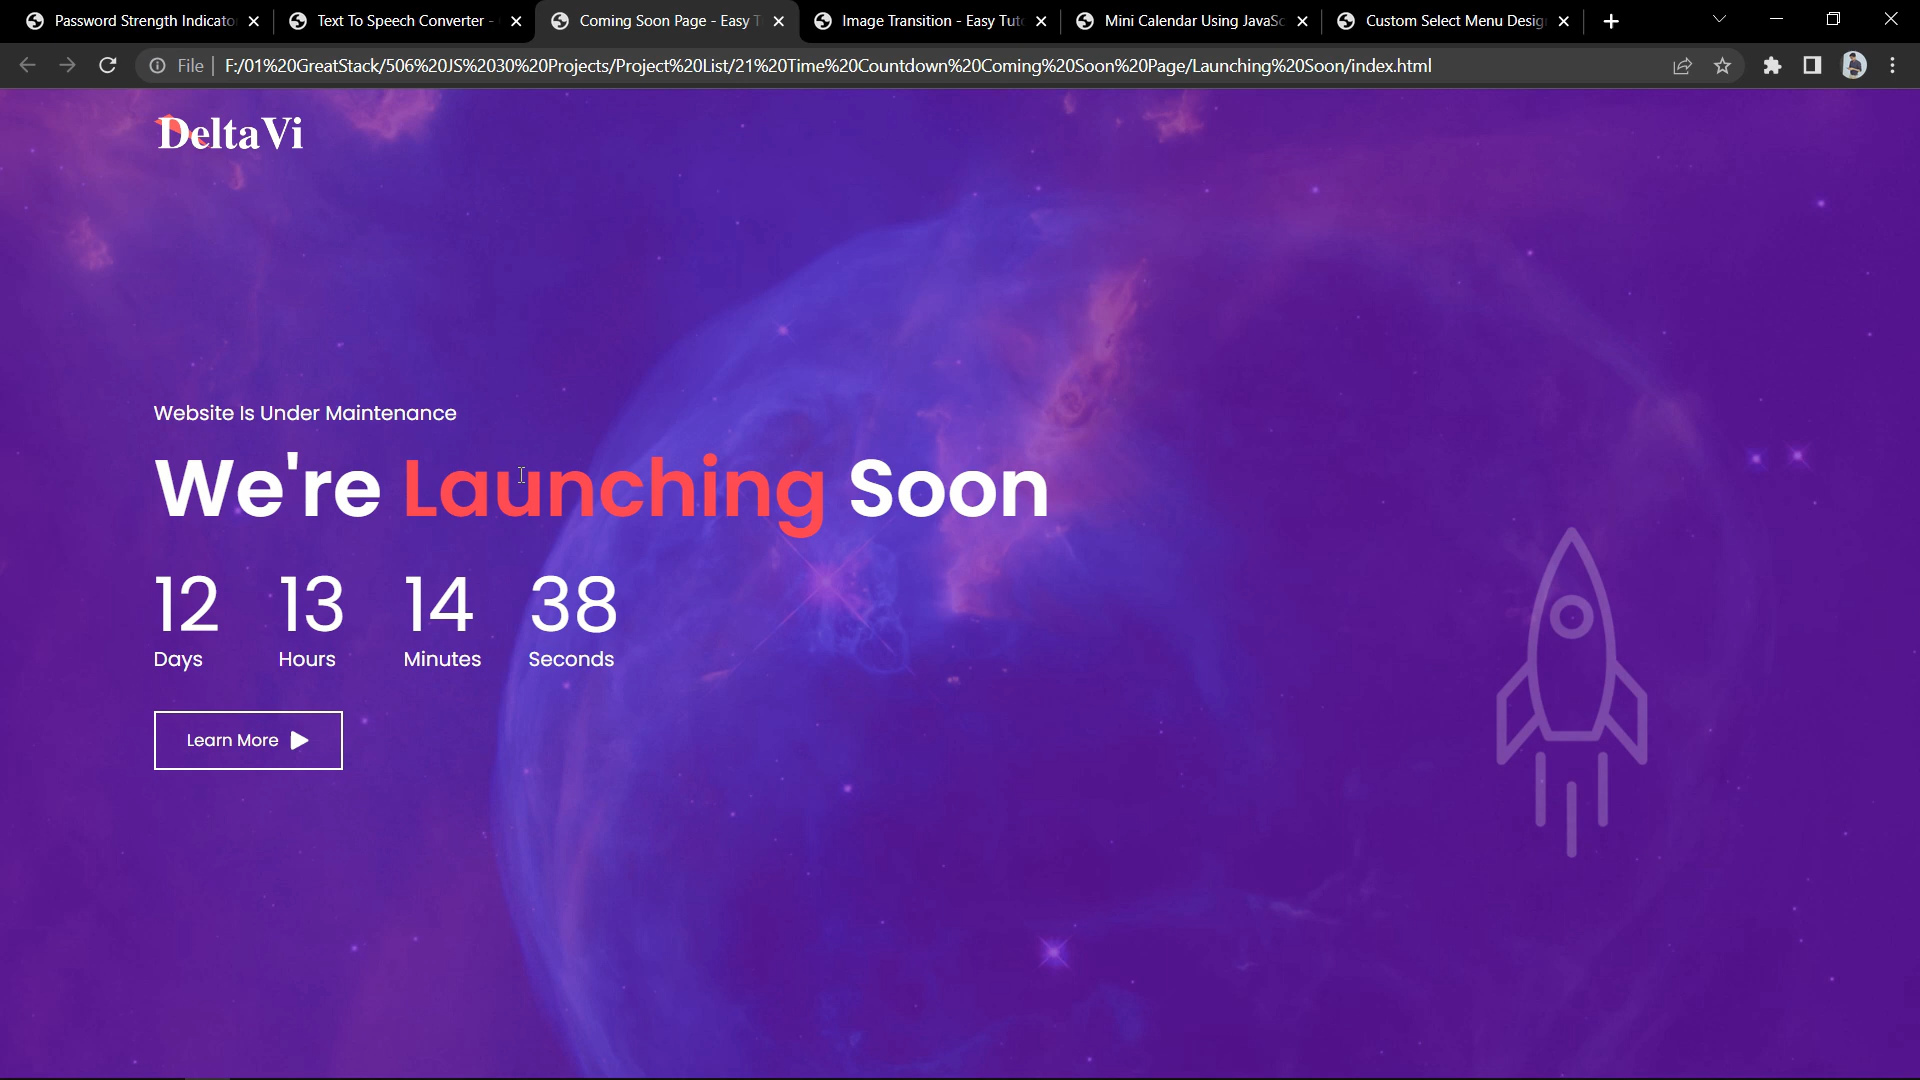 Password Strength Indicato
Text To Speech Converter -
Coming Soon Page - Easy T
Image Transition - Easy Tut
Mini Calendar Using JavaSc
Custom Select Menu Desig
File
F:/01%20GreatStack/506%20JS%2030%20Projects/Project%20List/21%20Time%20Countdown%20Coming%20Soon%20Page/Launching%20Soon/index.html
DeltaVi
Website Is Under Maintenance
We're Launching Soon
12 13 14 38
Days Hours Minutes Seconds
Learn More